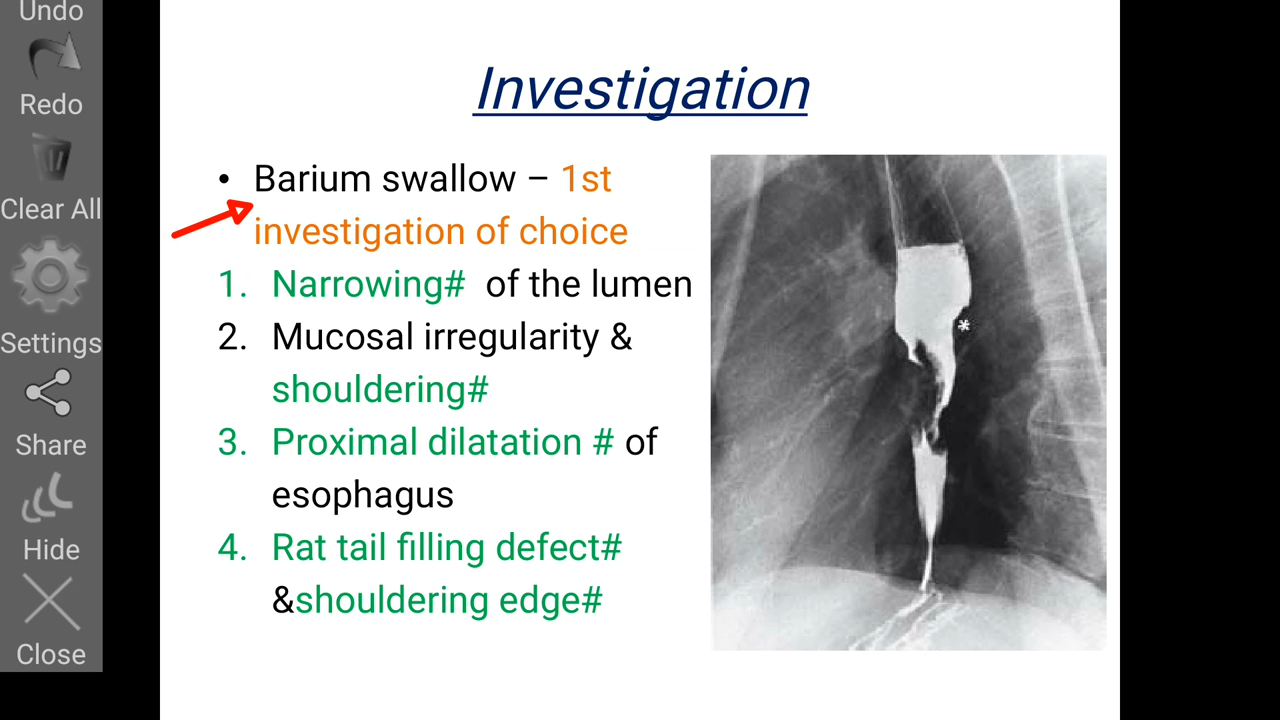 Undo
Redo
Clear All
Settings
Share
Hide
Close
Investigation
• Barium swallow – 1st
investigation of choice
1. Narrowing# of the lumen
2. Mucosal irregularity &
shouldering#
3. Proximal dilatation # of
esophagus
4. Rat tail filling defect#
&shouldering edge#
*